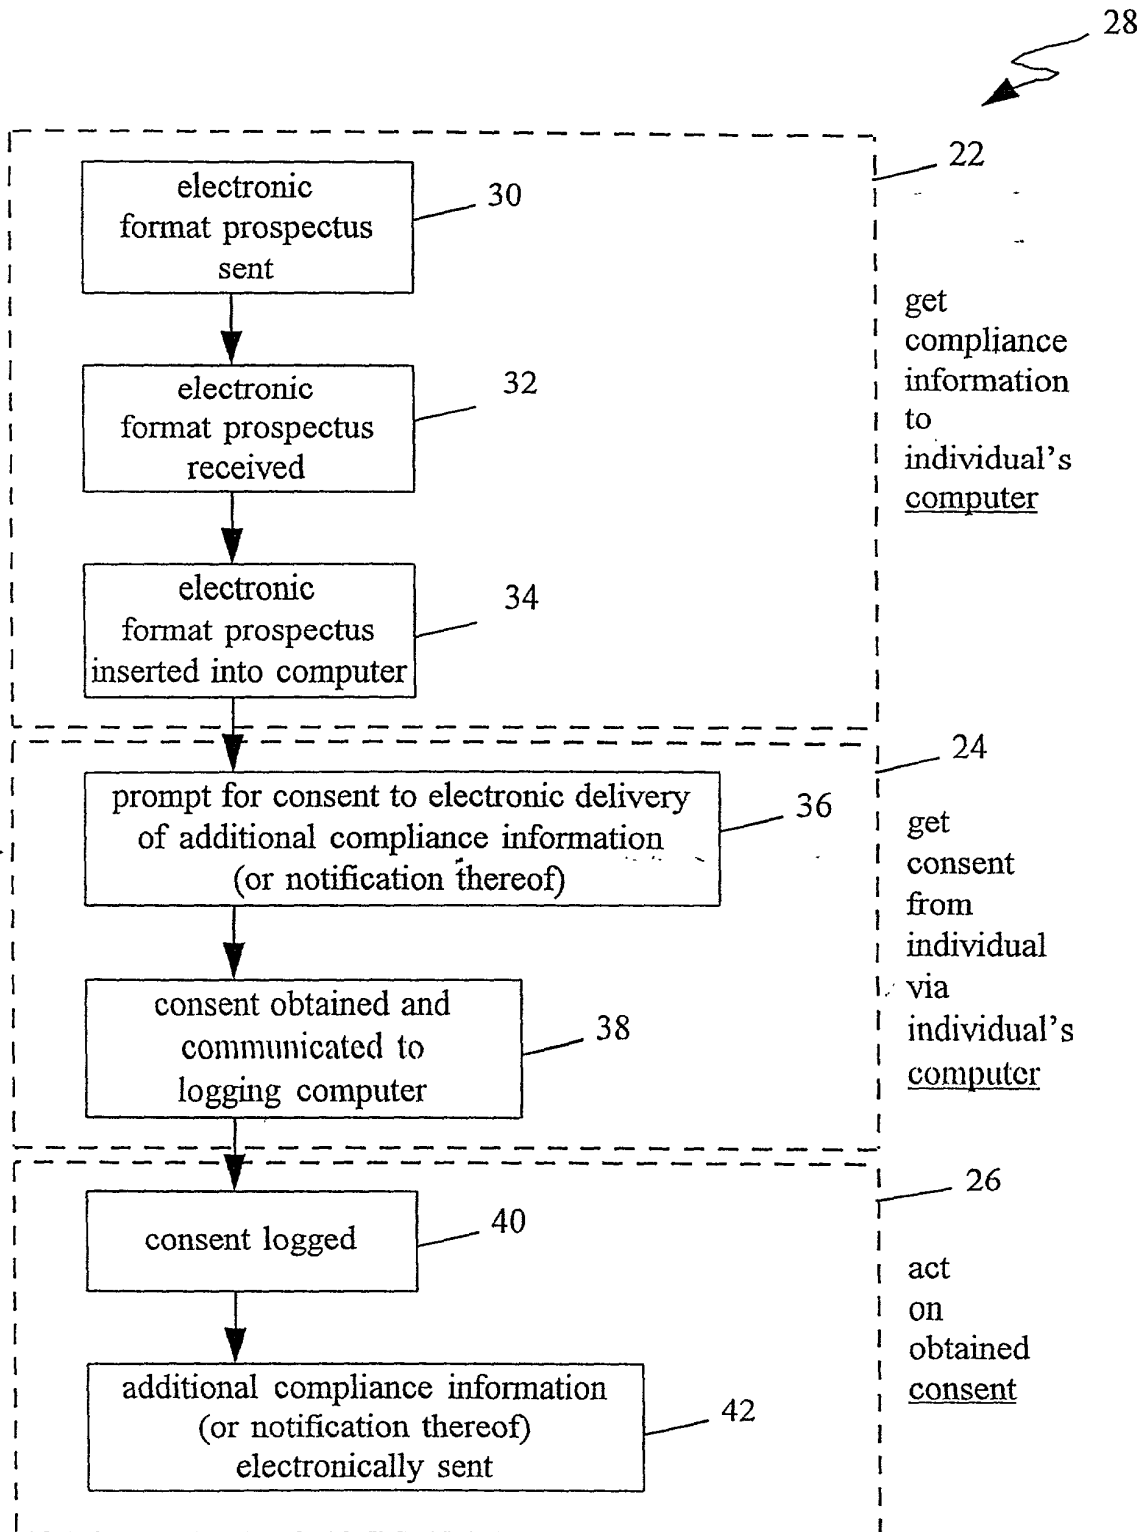 28
22
electronic
format prospectus
sent
30
get
compliance
information
to
individual's
computer
electronic
format prospectus
received
32
electronic
format prospectus
inserted into computer
34
24
prompt for consent to electronic delivery
of additional compliance information
(or notification thereof)
36
get
consent
from
individual
via
individual's
computer
consent obtained and
communicated to
logging computer
38
26
consent logged
40
act
on
obtained
consent
additional compliance information
(or notification thereof)
electronically sent
42